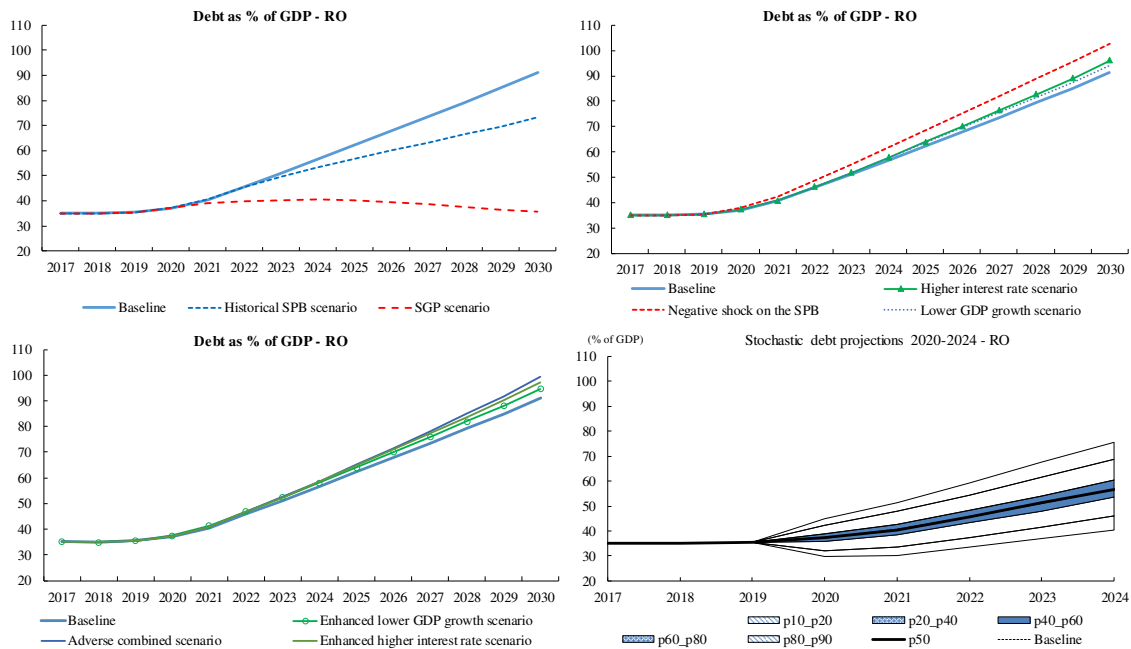 Debt as % of GDP - RO
110
100
90
80
70
60
50
40
30
20
2017 2018 2019 2020 2021 2022 2023 2024 2025 2026 2027 2028 2029 2030
Baseline Historical SPB scenario SGP scenario
Debt as % of GDP - RO
110
100
90
80
70
60
50
40
30
20
2017 2018 2019 2020 2021 2022 2023 2024 2025 2026 2027 2028 2029 2030
Baseline Higher interest rate scenario
Negative shock on the SPB Lower GDP growth scenario
Debt as % of GDP - RO
110
100
90
80
70
60
50
40
30
20
2017 2018 2019 2020 2021 2022 2023 2024 2025 2026 2027 2028 2029 2030
Baseline Enhanced lower GDP growth scenario
Adverse combined scenario Enhanced higher interest rate scenario
(% of GDP) Stochastic debt projections 2020-2024 - RO
110
100
90
80
70
60
50
40
30
20
2017 2018 2019 2020 2021 2022 2023 2024
p10_p20 p20_p40 p40_p60
p60_p80 p80_p90 p50 Baseline